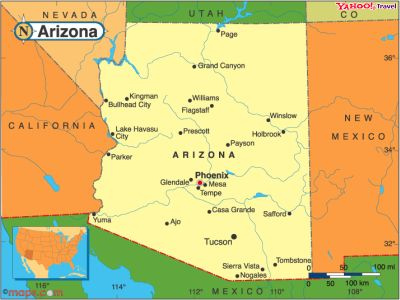 YAHOO! Travel
NEVADA
UTAH
CO
N Arizona
Page
36°
Grand Canyon
Kingman
Bullhead City
Williams
Flagstaff
Winslow
Holbrook
NEW MEXICO
CALIFORNIA
Lake Havasu City
Prescott
Payson
34°
Parker
ARIZONA
Phoenix
Glendale
Mesa
Tempe
Casa Grande
Safford
Yuma
Ajo
Tucson
32°
Tombstone
Sierra Vista
Nogales
0 50 100 mi
0 50 100 km
MEXICO
©maps.com
116°
114°
112°
110°
108°